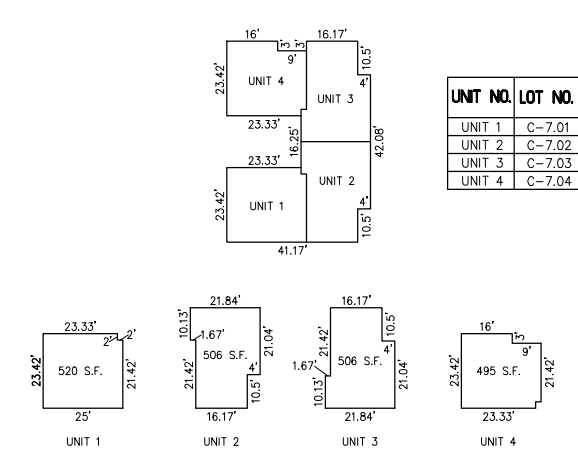 16' 16.17'
3' 3' 10.5'
9'
23.42' UNIT 4 4'
UNIT 3
23.33'
16.25' 42.08'
23.33'
UNIT 2
23.42' UNIT 1 4'
10.5'
41.17'
UNIT NO. LOT NO.
UNIT 1 C-7.01
UNIT 2 C-7.02
UNIT 3 C-7.03
UNIT 4 C-7.04
23.33' 2' 2'
23.42' 520 S.F. 21.42'
25'
UNIT 1
21.84'
10.13' 1.67' 21.04'
506 S.F.
21.42' 4' 10.5'
16.17'
UNIT 2
16.17'
21.42' 10.5'
506 S.F. 4'
1.67' 10.13' 21.04'
21.84'
UNIT 3
16' 3'
9'
23.42' 495 S.F. 21.42'
23.33'
UNIT 4